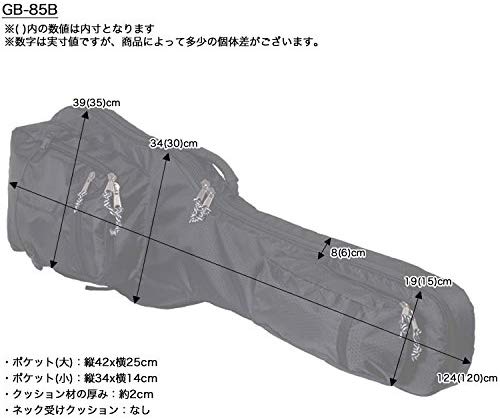 GB-85B
※( )内の数値は内寸となります
※数字は実寸値ですが、商品によって多少の個体差がございます。
39(35)cm
34(30)cm
8(6)cm
19(15)cm
124(120)cm
・ポケット(大)：縦42x横25cm
・ポケット(小)：縦34x横14cm
・クッション材の厚み：約2cm
・ネック受けクッション：なし